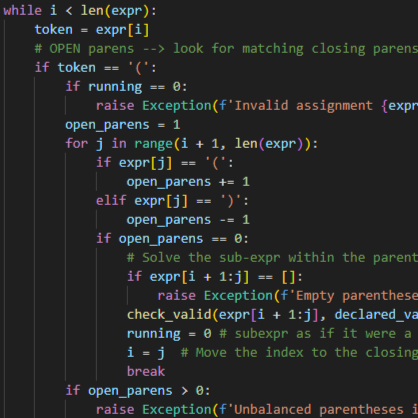 while i < len(expr):
    token = expr[i]
    # OPEN parens --> look for matching closing parens
    if token == '(':
        if running == 0:
            raise Exception(f'Invalid assignment {expr
        open_parens = 1
        for j in range(i + 1, len(expr)):
            if expr[j] == '(':
                open_parens += 1
            elif expr[j] == ')':
                open_parens -= 1
            if open_parens == 0:
                # Solve the sub-expr within the parent
                if expr[i + 1:j] == []:
                    raise Exception(f'Empty parenthese
                check_valid(expr[i + 1:j], declared_va
                running = 0 # subexpr as if it were a
                i = j  # Move the index to the closing
                break
        if open_parens > 0:
            raise Exception(f'Unbalanced parentheses i